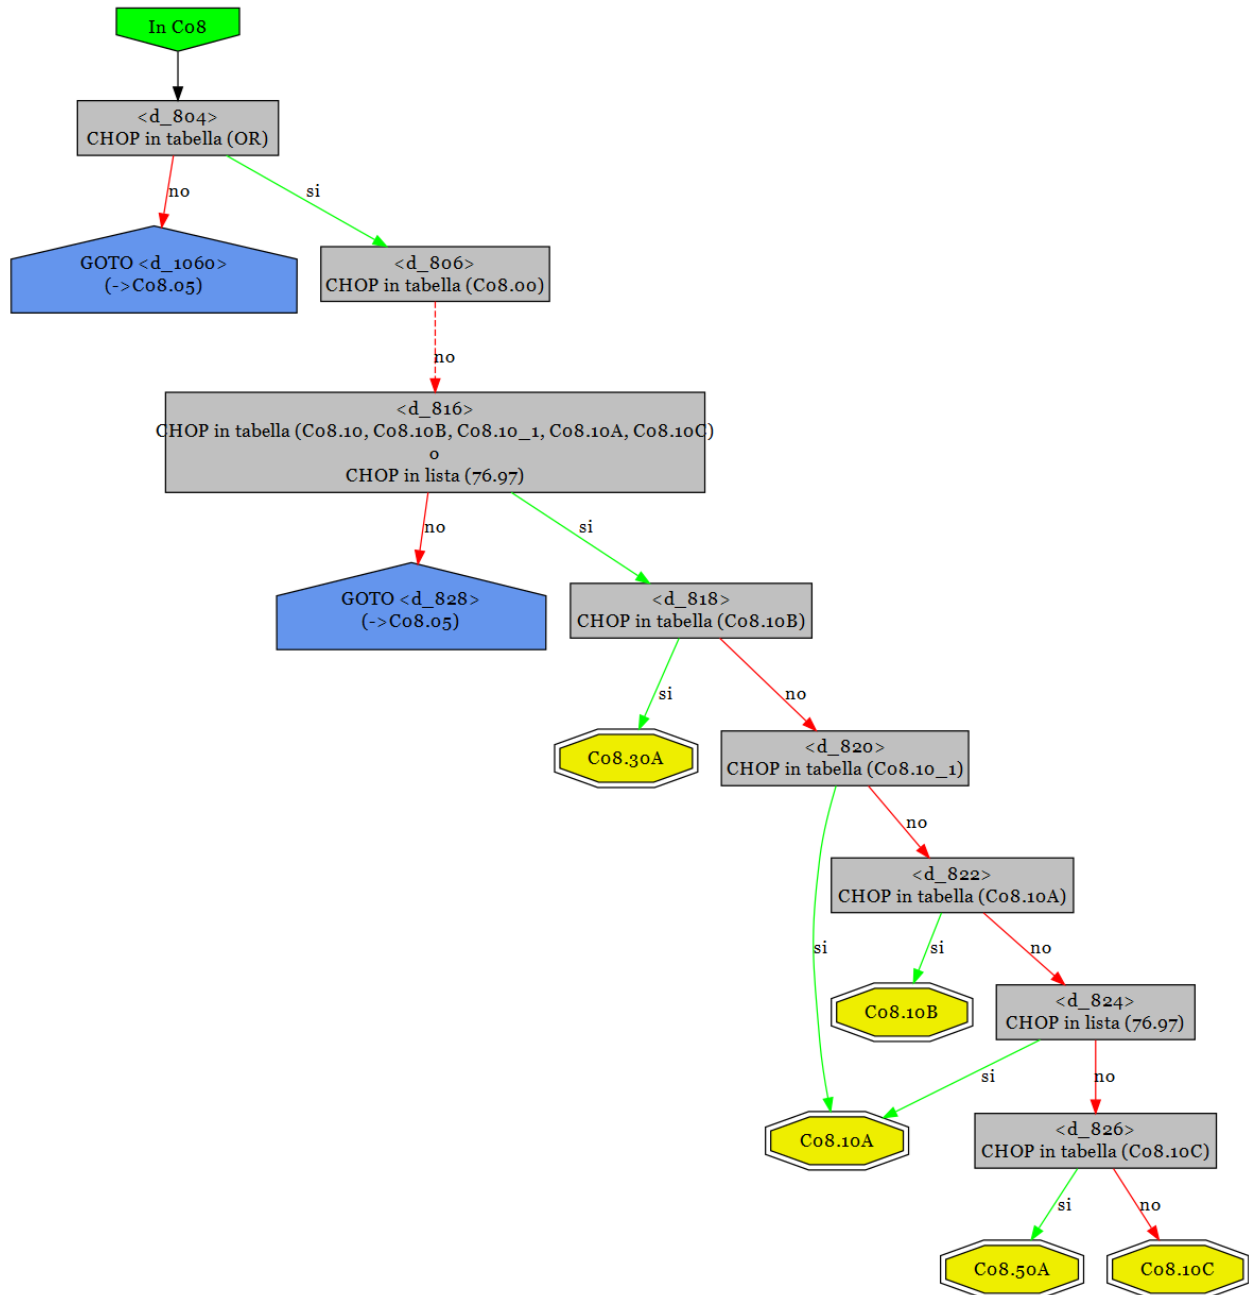 In C08
<d_804>
CHOP in tabella (OR)
no
si
GOTO <d_1060>
(->C08.05)
<d_806>
CHOP in tabella (C08.00)
no
<d_816>
CHOP in tabella (C08.10, C08.10B, C08.10_1, C08.10A, C08.10C)
o
CHOP in lista (76.97)
no
si
GOTO <d_828>
(->C08.05)
<d_818>
CHOP in tabella (C08.10B)
si
no
C08.30A
<d_820>
CHOP in tabella (C08.10_1)
no
<d_822>
CHOP in tabella (C08.10A)
si
si
no
C08.10B
<d_824>
CHOP in lista (76.97)
si
no
C08.10A
<d_826>
CHOP in tabella (C08.10C)
si
no
C08.50A
C08.10C